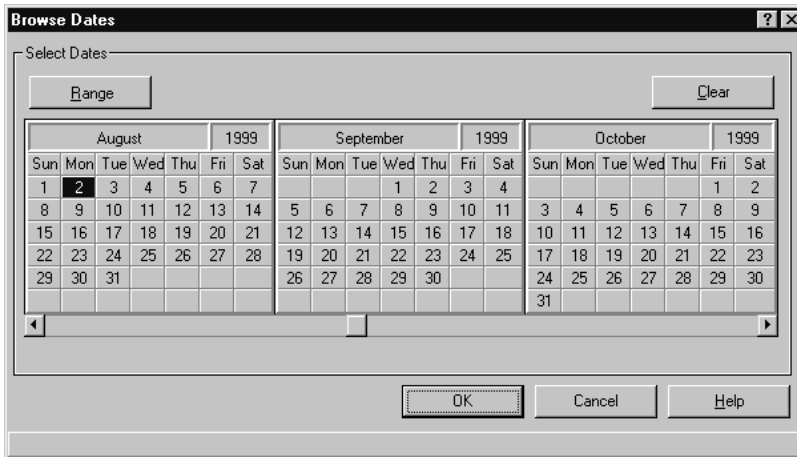 Browse Dates ? X
Select Dates
Range Clear
August 1999 September 1999 October 1999
Sun Mon Tue Wed Thu Fri Sat Sun Mon Tue Wed Thu Fri Sat Sun Mon Tue Wed Thu Fri Sat
1 2 3 4 5 6 7 1 2 3 4 1 2
8 9 10 11 12 13 14 5 6 7 8 9 10 11 3 4 5 6 7 8 9
15 16 17 18 19 20 21 12 13 14 15 16 17 18 10 11 12 13 14 15 16
22 23 24 25 26 27 28 19 20 21 22 23 24 25 17 18 19 20 21 22 23
29 30 31 26 27 28 29 30 24 25 26 27 28 29 30
31
OK Cancel Help